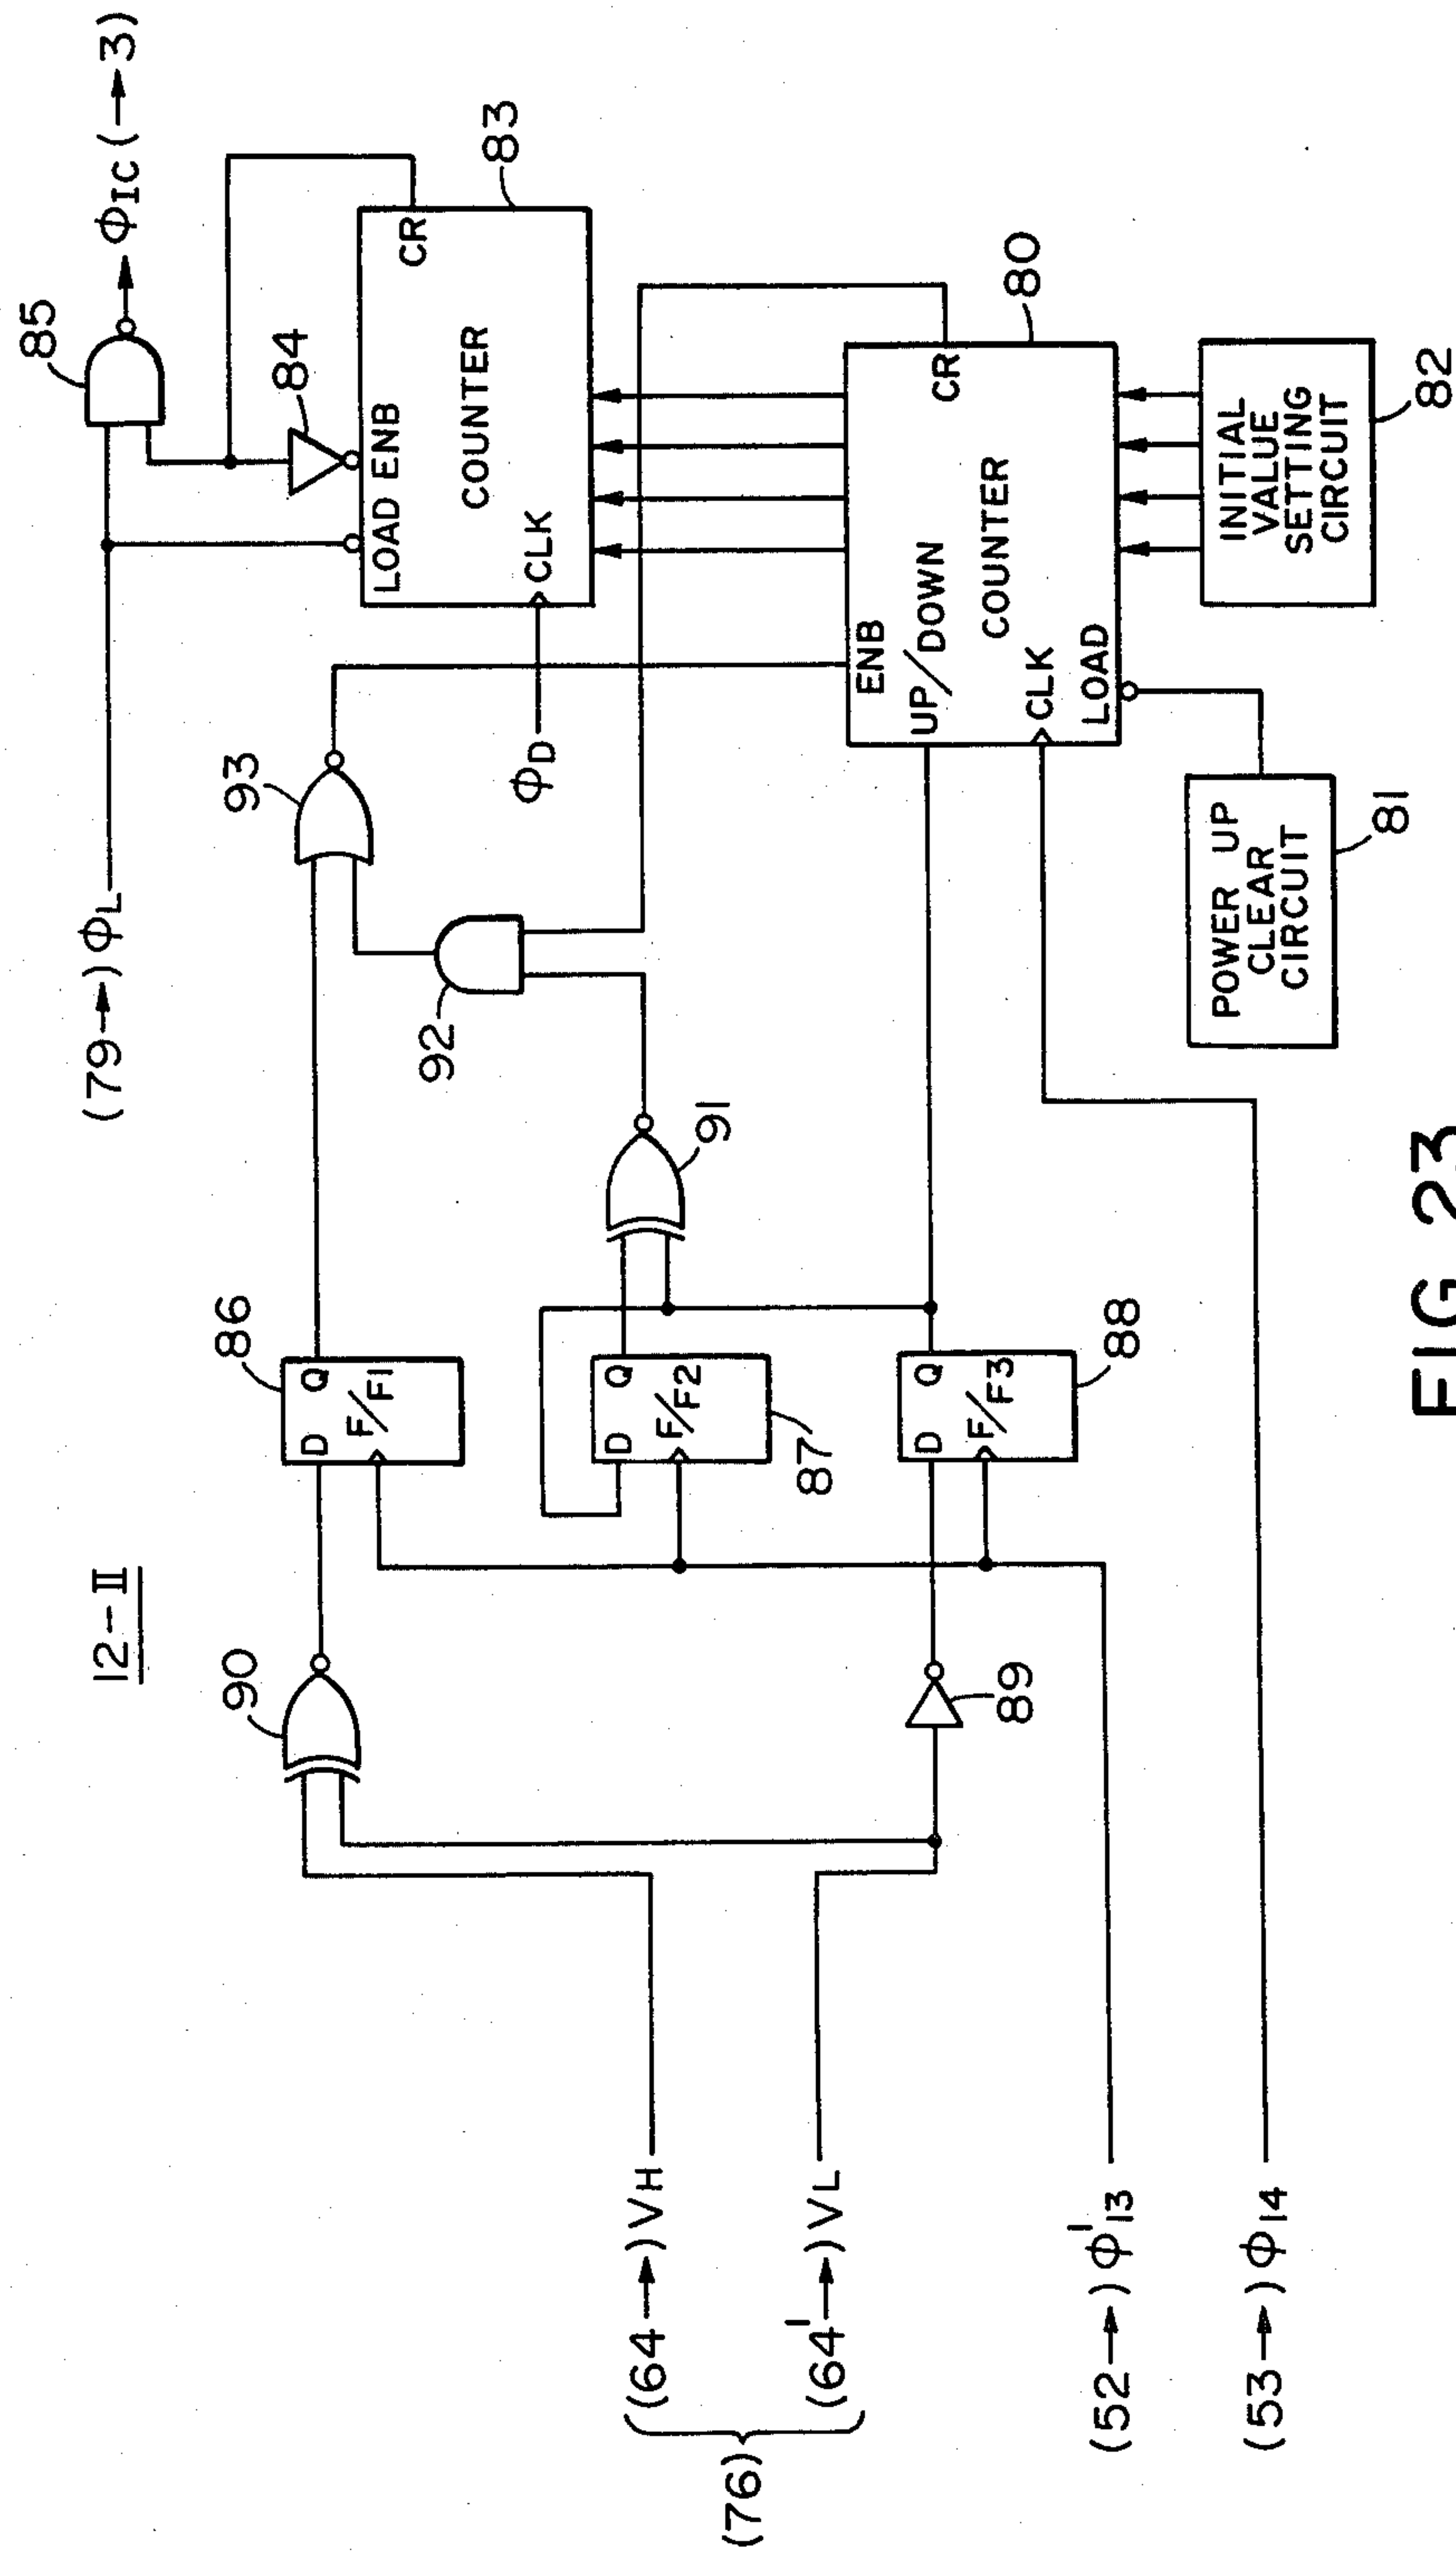 12-II
(79→) φL
85
φIC (→3)
84
LOAD ENB
CR
COUNTER
CLK
83
φD
93
92
91
90
86
D Q
F/F1
D Q
F/F2
87
D Q
F/F3
88
89
ENB
UP/DOWN
CR
COUNTER
CLK
LOAD
80
POWER UP
CLEAR
CIRCUIT
81
INITIAL
VALUE
SETTING
CIRCUIT
82
(76)
(64→) VH
(64'→) VL
(52→) φ'13
(53→) φ14
FIG 23